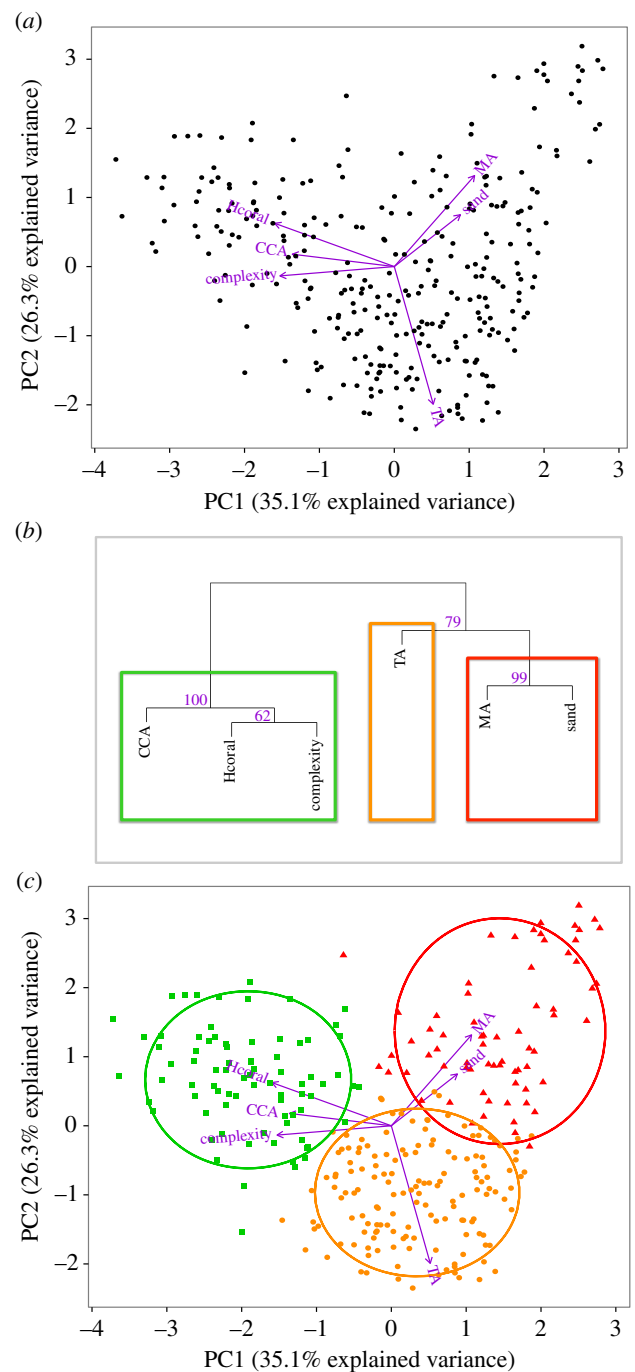 (a)
3
2
1
0
−1
−2
PC2 (26.3% explained variance)
MA
sand
Hcoral
CCA
complexity
TA
−4 −3 −2 −1 0 1 2 3
PC1 (35.1% explained variance)
(b)
79
TA
99
100
62
CCA
Hcoral
complexity
MA
sand
(c)
3
2
1
0
−1
−2
PC2 (26.3% explained variance)
MA
sand
Hcoral
CCA
complexity
TA
−4 −3 −2 −1 0 1 2 3
PC1 (35.1% explained variance)